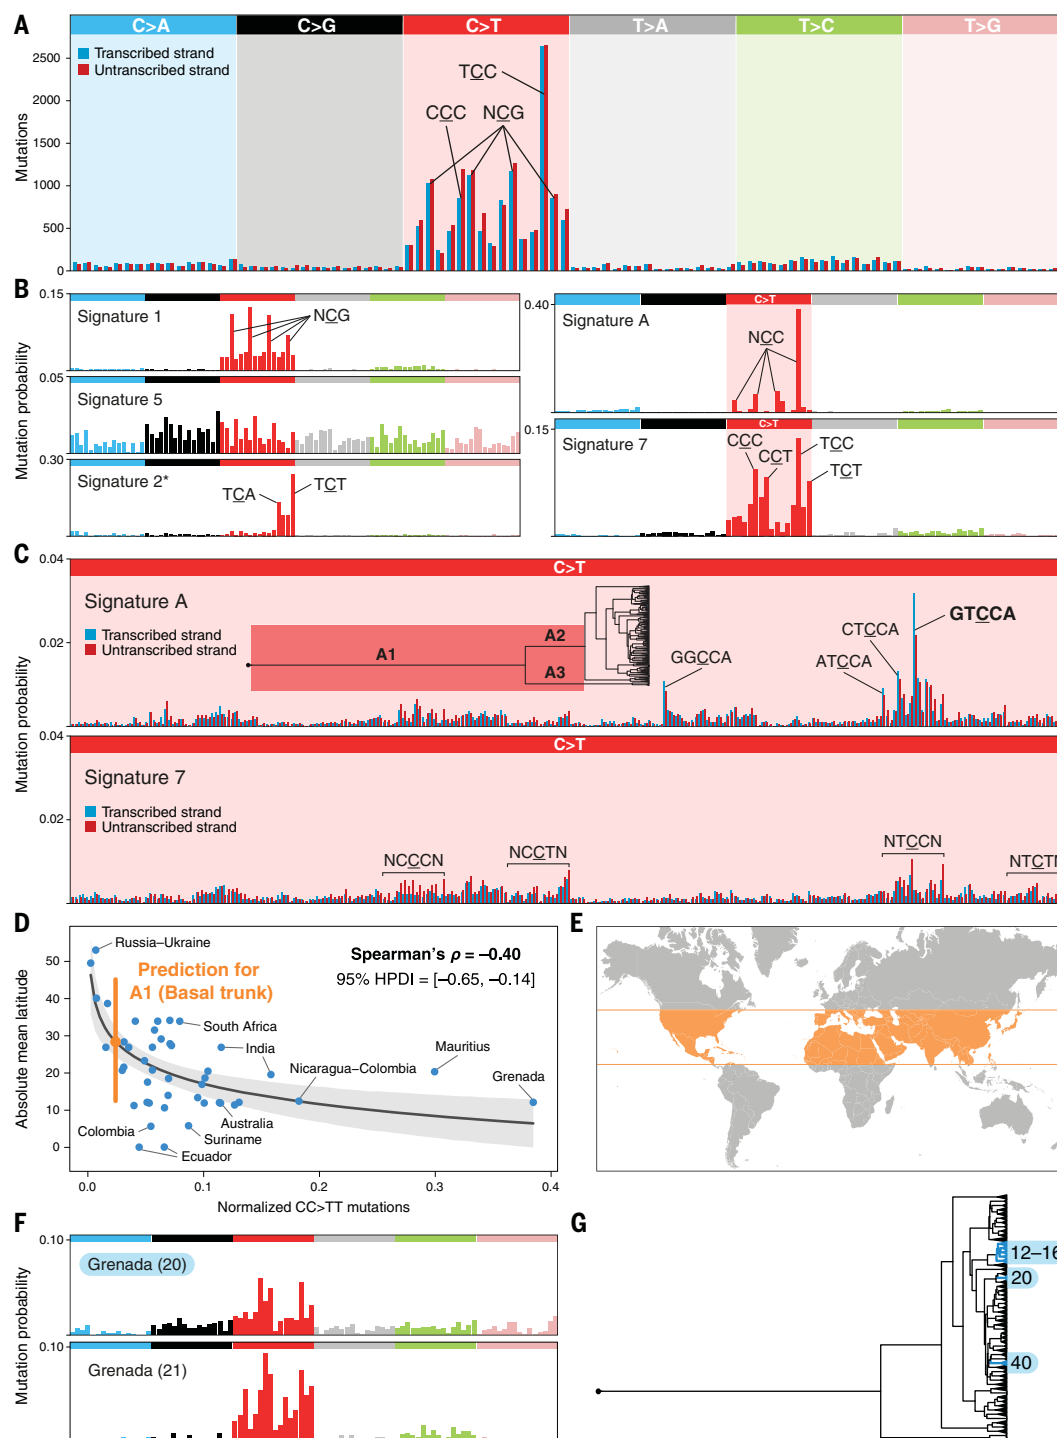 A
C>A C>G C>T T>A T>C T>G
Transcribed strand
Untranscribed strand
Mutations
2500
2000
1500
1000
500
0
TCC
CCC NCG
B
Mutation probability
0.15
Signature 1
NCG
0.05
Signature 5
0.30
Signature 2*
TCA
TCT
0.40
C>T
Signature A
NCC
0.15
C>T
Signature 7
CCC
CCT
TCC
TCT
C
Mutation probability
0.04
C>T
Signature A
Transcribed strand
Untranscribed strand
0.02
A1
A2
A3
GGCCA
ATCCA
CTCCA
GTCCA
0.04
C>T
Signature 7
Transcribed strand
Untranscribed strand
0.02
NCCCN
NCCTN
NTCCN
D
Absolute mean latitude
50
40
30
20
10
0
Russia–Ukraine
Prediction for
A1 (Basal trunk)
Spearman's ρ = –0.40
95% HPDI = [–0.65, –0.14]
South Africa
India
Nicaragua–Colombia
Mauritius
Grenada
Colombia
Australia
Suriname
Ecuador
0.0 0.1 0.2 0.3 0.4
Normalized CC>TT mutations
E
F
Mutation probability
0.10
Grenada (20)
0.10
Grenada (21)
G
12–16
20
40